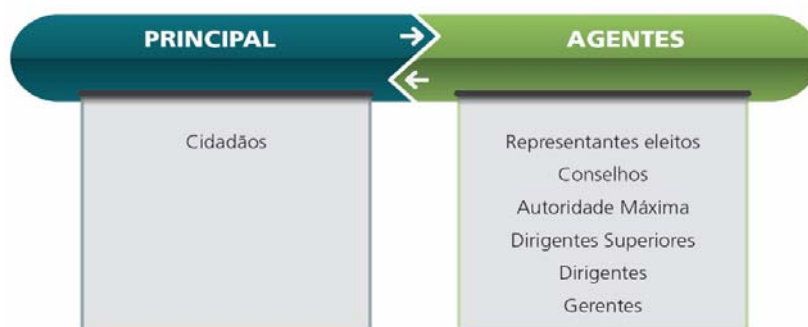 PRINCIPAL
AGENTES
Cidadãos
Representantes eleitos
Conselhos
Autoridade Máxima
Dirigentes Superiores
Dirigentes
Gerentes